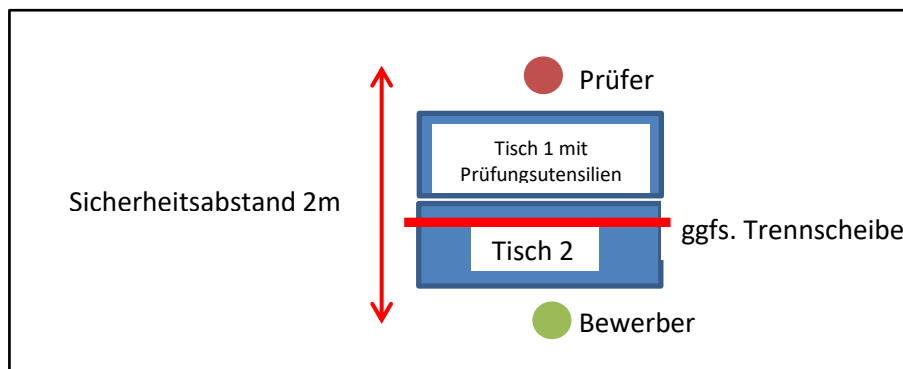 Prüfer
Tisch 1 mit
Prüfungsutensilien
Sicherheitsabstand 2m
ggfs. Trennscheibe
Tisch 2
Bewerber